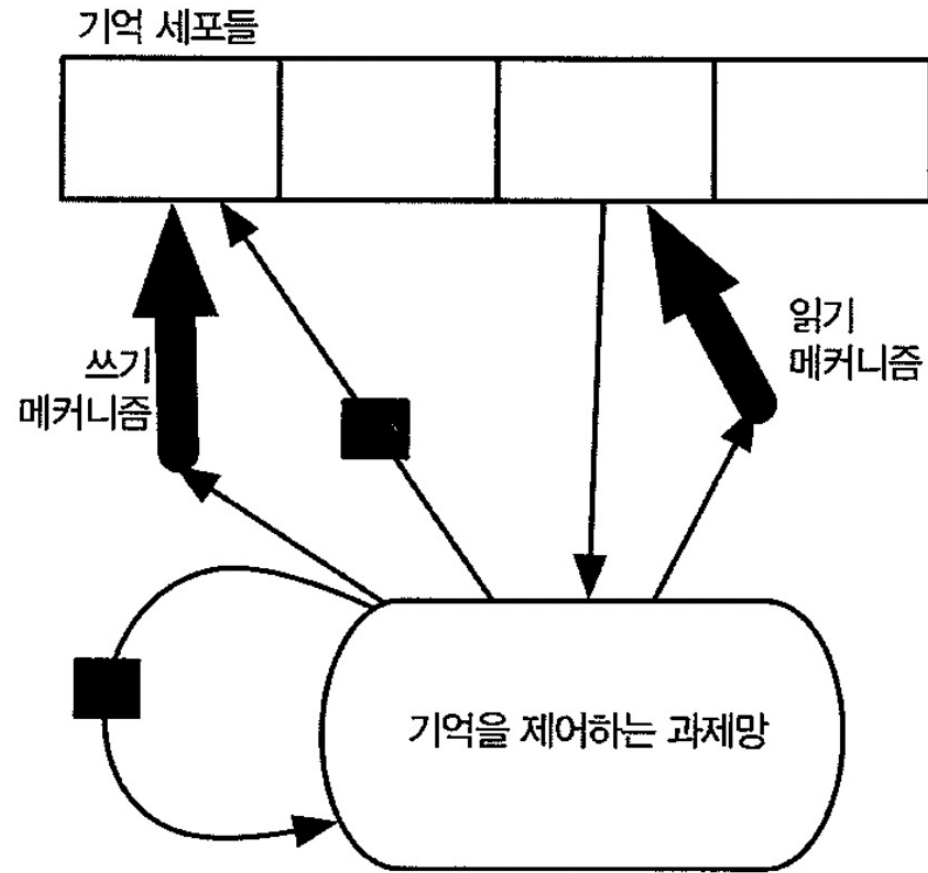 기억 세포들
쓰기
메커니즘
읽기
메커니즘
기억을 제어하는 과제망